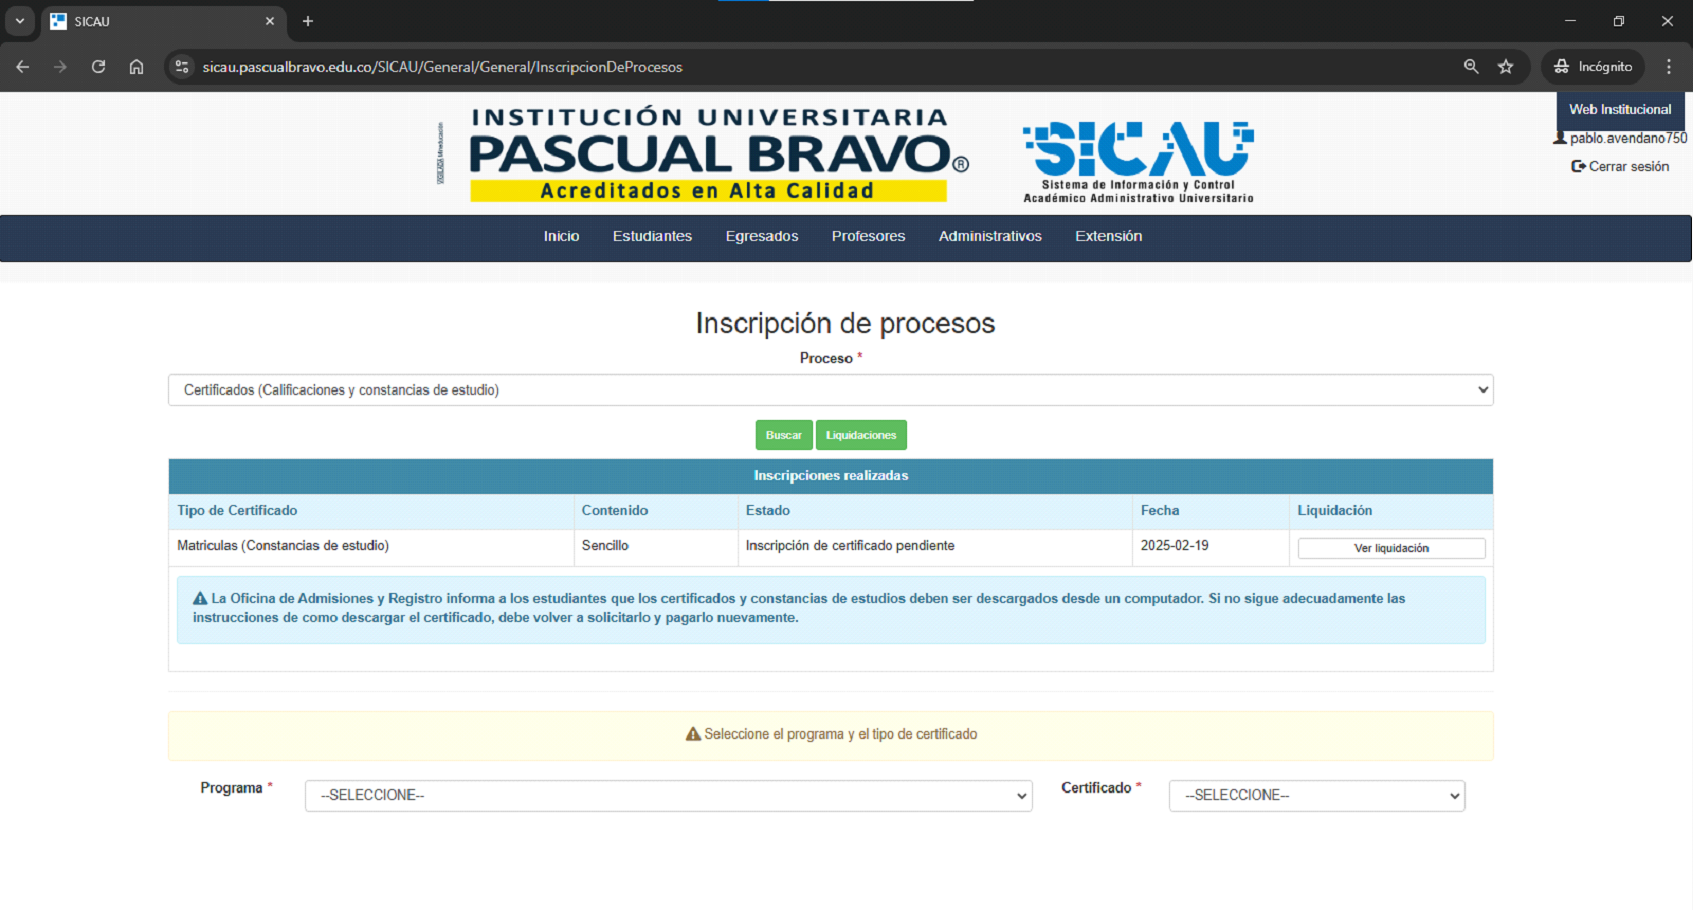 SICAU
sicau.pascualbravo.edu.co/SICAU/General/General/InscripcionDeProcesos
Incógnito
VIGILADA Mineducación
INSTITUCIÓN UNIVERSITARIA
PASCUAL BRAVO®
Acreditados en Alta Calidad
SICAU
Sistema de Información y Control
Académico Administrativo Universitario
Web Institucional
pablo.avendano750
Cerrar sesión
Inicio Estudiantes Egresados Profesores Administrativos Extensión
Inscripción de procesos
Proceso *
Certificados (Calificaciones y constancias de estudio)
Buscar Liquidaciones
Inscripciones realizadas
Tipo de Certificado Contenido Estado Fecha Liquidación
Matriculas (Constancias de estudio) Sencillo Inscripción de certificado pendiente 2025-02-19 Ver liquidación
La Oficina de Admisiones y Registro informa a los estudiantes que los certificados y constancias de estudios deben ser descargados desde un computador. Si no sigue adecuadamente las
instrucciones de como descargar el certificado, debe volver a solicitarlo y pagarlo nuevamente.
Seleccione el programa y el tipo de certificado
Programa * --SELECCIONE-- Certificado * --SELECCIONE--